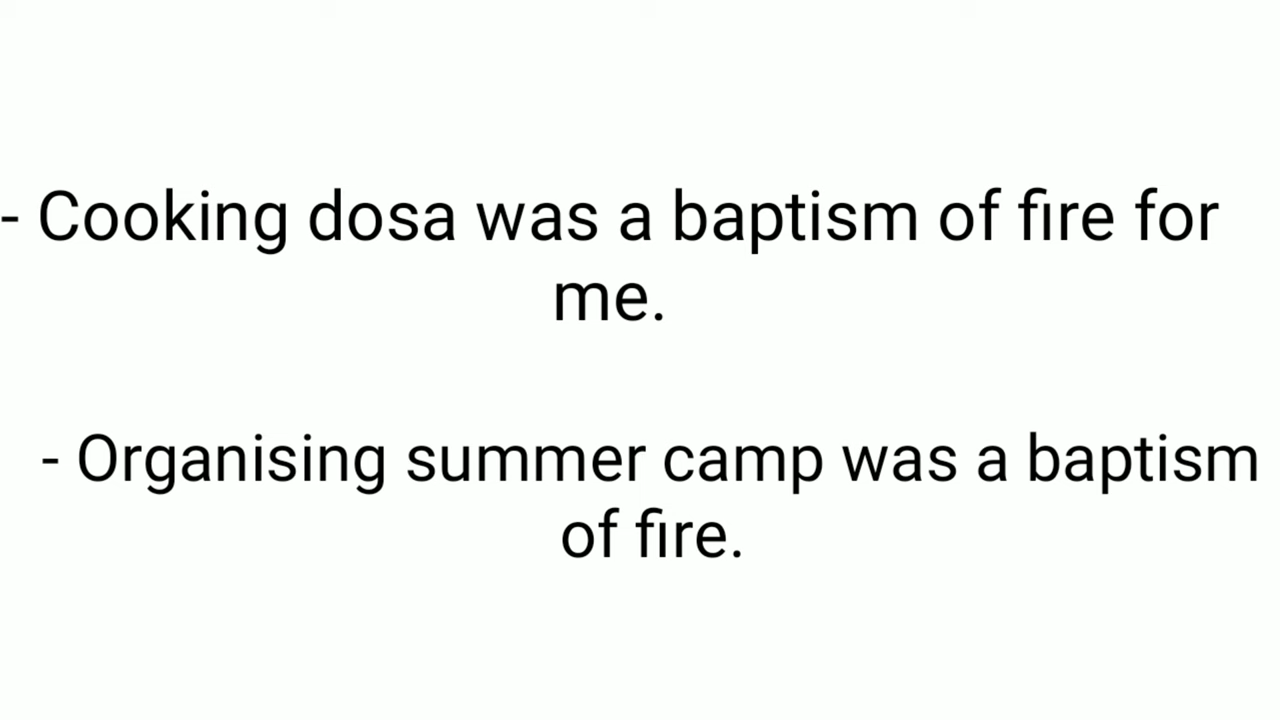 - Cooking dosa was a baptism of fire for
me.
- Organising summer camp was a baptism
of fire.